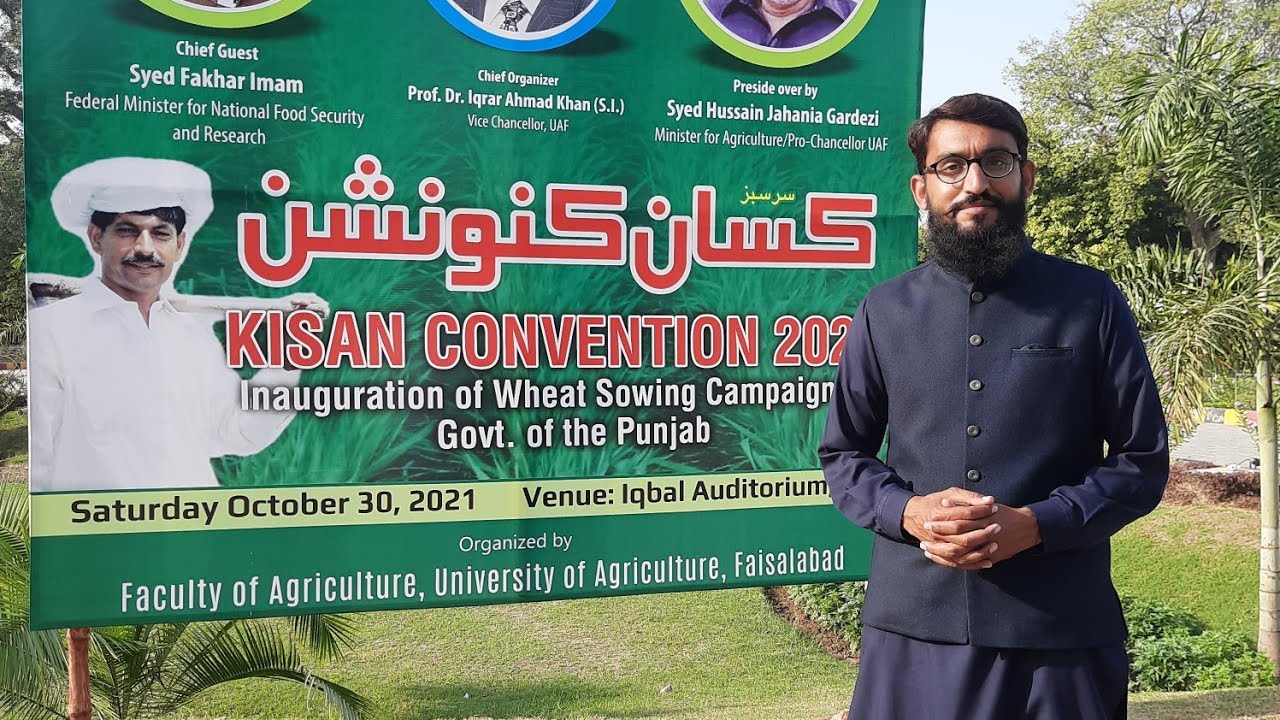 Chief Guest
Syed Fakhar Imam
Federal Minister for National Food Security
and Research
Chief Organizer
Prof. Dr. Iqrar Ahmad Khan (S.I.)
Vice Chancellor, UAF
Preside over by
Syed Hussain Jahania Gardezi
Minister for Agriculture/Pro-Chancellor UAF
سرسبز
کسان کنونشن
KISAN CONVENTION 202
Inauguration of Wheat Sowing Campaign
Govt. of the Punjab
Saturday October 30, 2021 Venue: Iqbal Auditorium,
Organized by
Faculty of Agriculture, University of Agriculture, Faisalabad